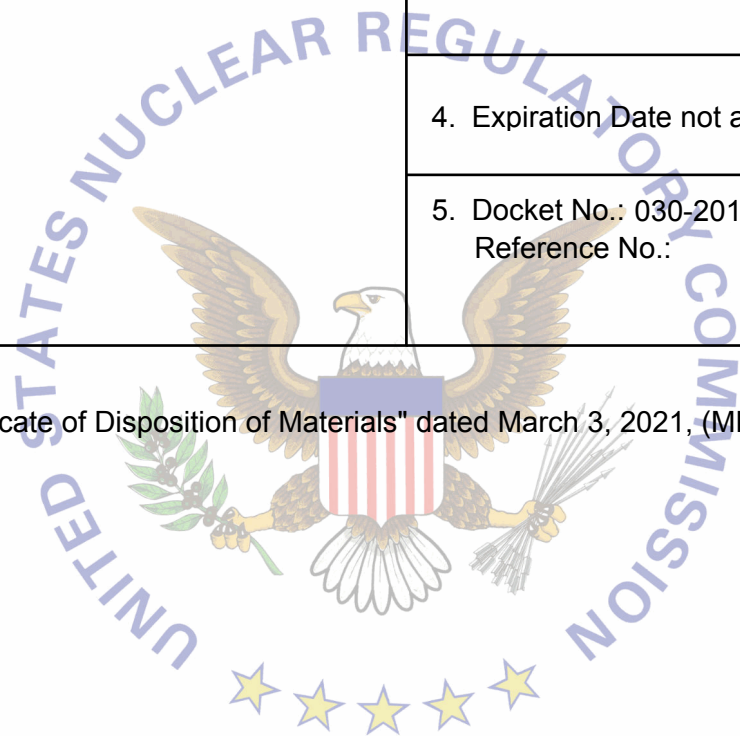 UNITED STATES NUCLEAR REGULATORY COMMISSION
4. Expiration Date not a
5. Docket No.: 030-201
Reference No.:
cate of Disposition of Materials" dated March 3, 2021, (M